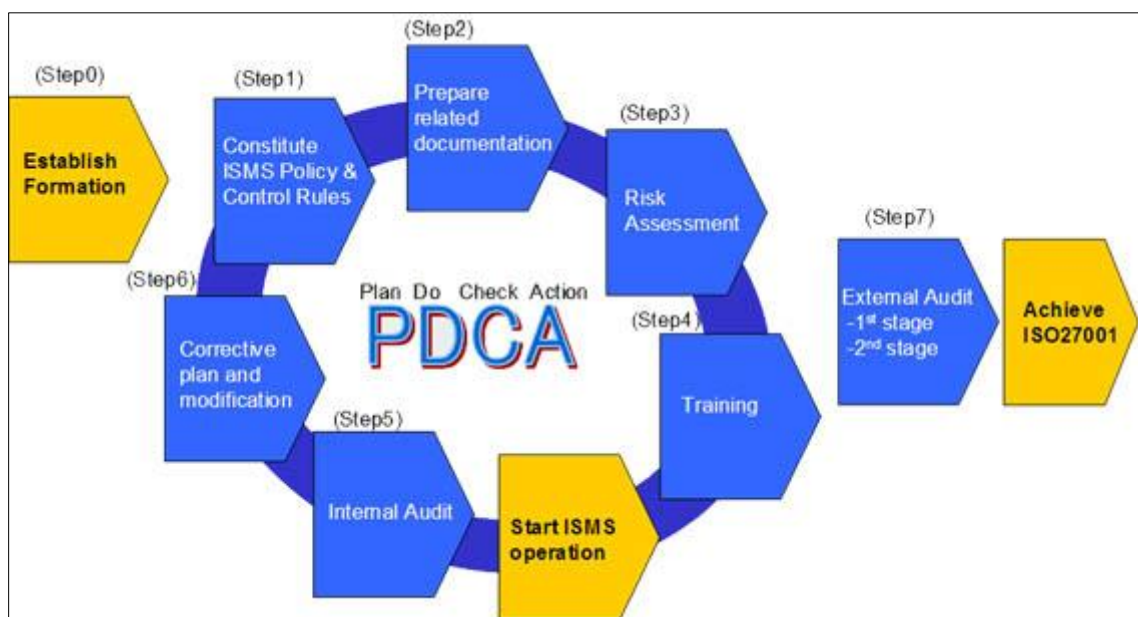 (Step0)
Establish
Formation
(Step1)
Constitute
ISMS Policy &
Control Rules
(Step2)
Prepare
related
documentation
(Step3)
Risk
Assessment
(Step4)
Training
Start ISMS
operation
(Step5)
Internal Audit
(Step6)
Corrective
plan and
modification
Plan Do Check Action
PDCA
(Step7)
External Audit
-1st stage
-2nd stage
Achieve
ISO27001